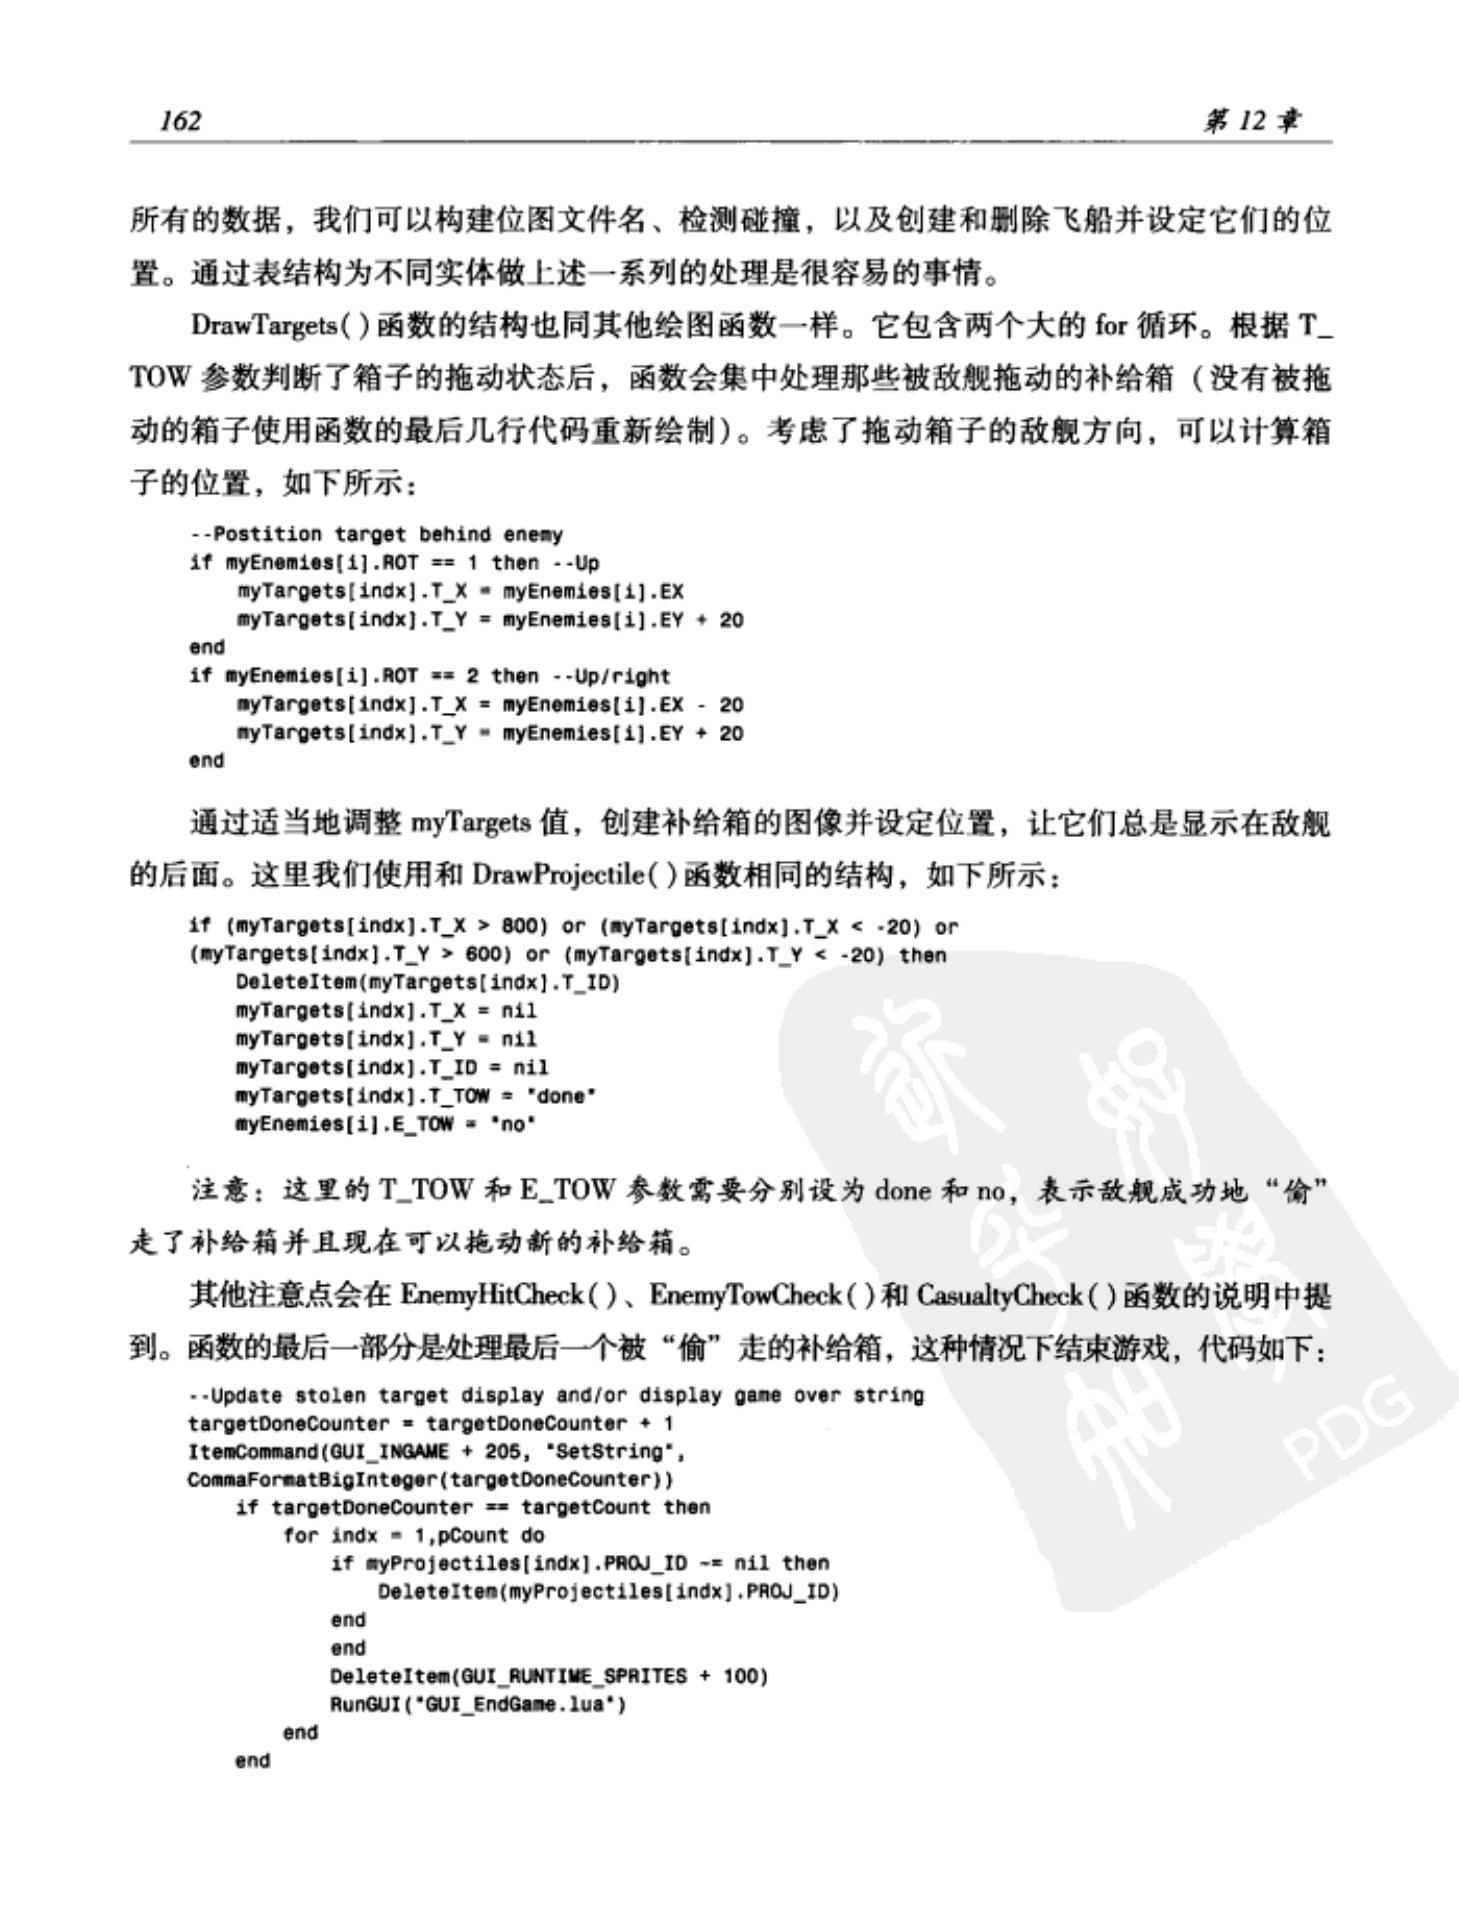 162 第 12 章
所有的数据，我们可以构建位图文件名、检测碰撞，以及创建和删除飞船并设定它们的位
置。通过表结构为不同实体做上述一系列的处理是很容易的事情。
DrawTargets( )函数的结构也同其他绘图函数一样。它包含两个大的 for 循环。根据 T_
TOW 参数判断了箱子的拖动状态后，函数会集中处理那些被敌舰拖动的补给箱（没有被拖
动的箱子使用函数的最后几行代码重新绘制）。考虑了拖动箱子的敌舰方向，可以计算箱
子的位置，如下所示：
--Postition target behind enemy
if myEnemies[i].ROT == 1 then --Up
    myTargets[indx].T_X = myEnemies[i].EX
    myTargets[indx].T_Y = myEnemies[i].EY + 20
end
if myEnemies[i].ROT == 2 then --Up/right
    myTargets[indx].T_X = myEnemies[i].EX - 20
    myTargets[indx].T_Y = myEnemies[i].EY + 20
end
通过适当地调整 myTargets 值，创建补给箱的图像并设定位置，让它们总是显示在敌舰
的后面。这里我们使用和 DrawProjectile( )函数相同的结构，如下所示：
if (myTargets[indx].T_X > 800) or (myTargets[indx].T_X < -20) or
(myTargets[indx].T_Y > 600) or (myTargets[indx].T_Y < -20) then
    DeleteItem(myTargets[indx].T_ID)
    myTargets[indx].T_X = nil
    myTargets[indx].T_Y = nil
    myTargets[indx].T_ID = nil
    myTargets[indx].T_TOW = "done"
    myEnemies[i].E_TOW = "no"
注意：这里的 T_TOW 和 E_TOW 参数需要分别设为 done 和 no，表示敌舰成功地“偷”
走了补给箱并且现在可以拖动新的补给箱。
其他注意点会在 EnemyHitCheck( )、EnemyTowCheck( )和 CasualtyCheck( )函数的说明中提
到。函数的最后一部分是处理最后一个被“偷”走的补给箱，这种情况下结束游戏，代码如下：
--Update stolen target display and/or display game over string
targetDoneCounter = targetDoneCounter + 1
ItemCommand(GUI_INGAME + 205, "SetString",
CommaFormatBigInteger(targetDoneCounter))
    if targetDoneCounter == targetCount then
        for indx = 1,pCount do
            if myProjectiles[indx].PROJ_ID ~= nil then
                DeleteItem(myProjectiles[indx].PROJ_ID)
            end
            end
            DeleteItem(GUI_RUNTIME_SPRITES + 100)
            RunGUI("GUI_EndGame.lua")
        end
    end
PDG